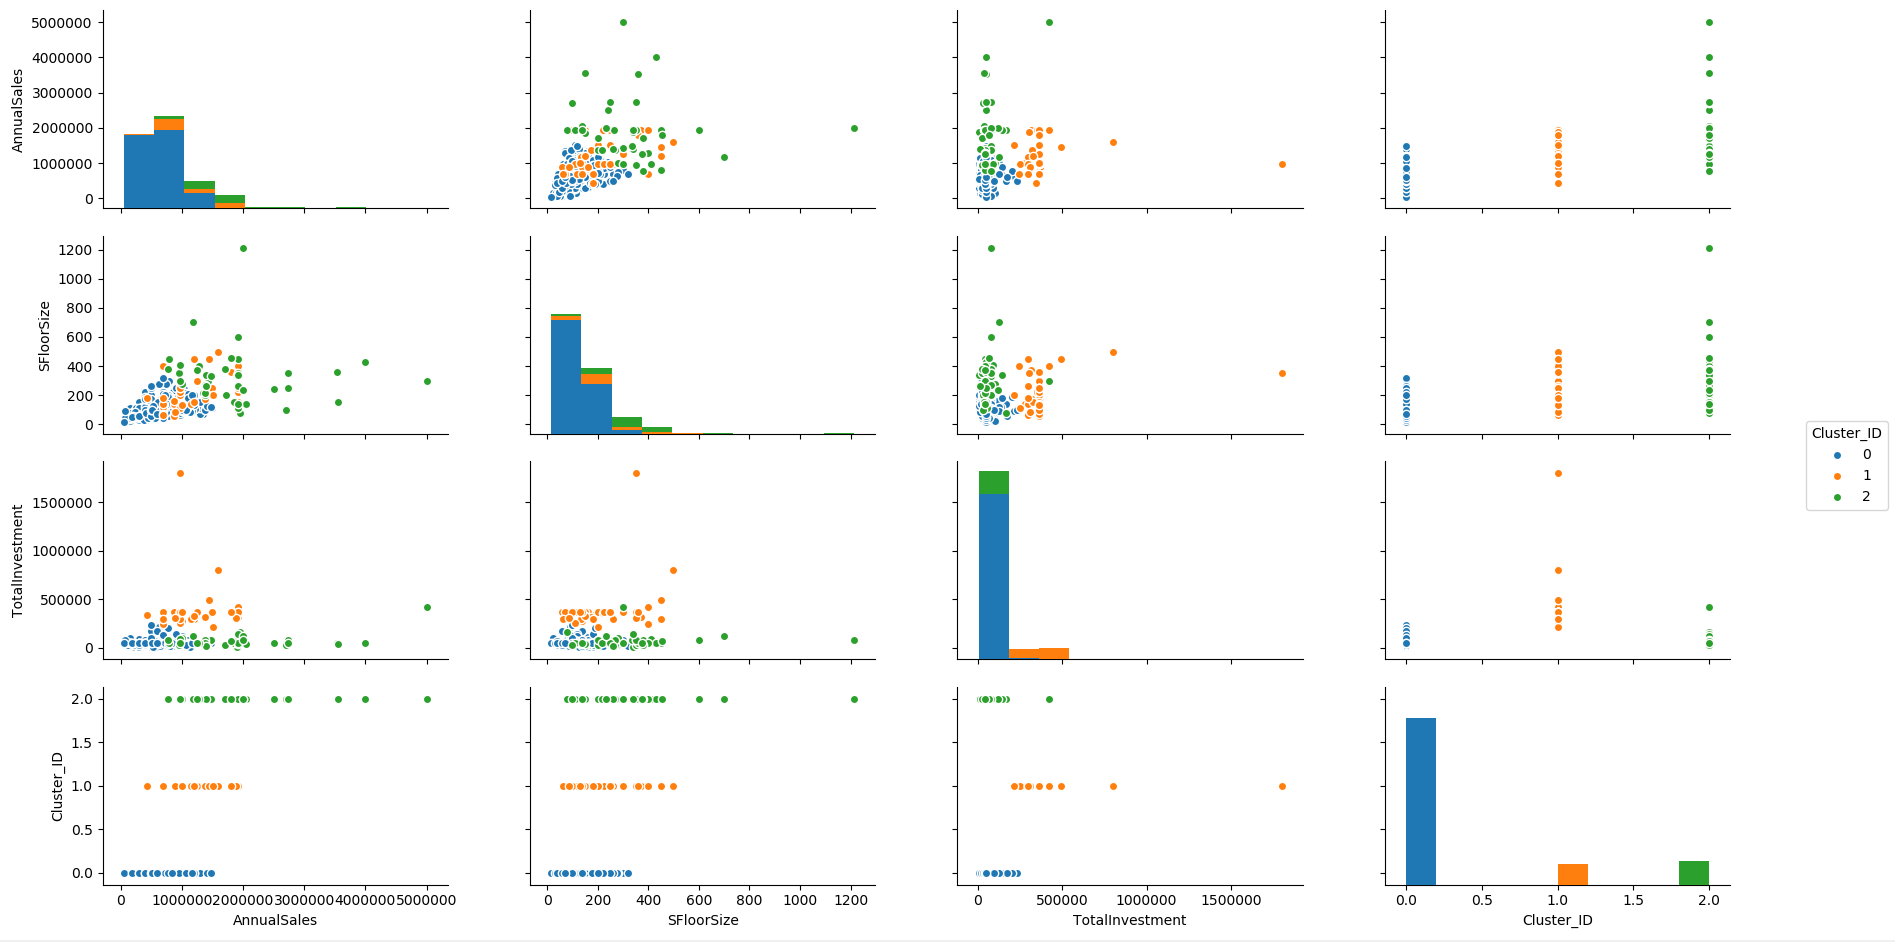 5000000
4000000
3000000
2000000
1000000
0
AnnualSales
1200
1000
800
600
400
200
0
SFloorSize
Cluster_ID
0
1
2
1500000
1000000
500000
0
TotalInvestment
2.0
1.5
1.0
0.5
0.0
Cluster_ID
0 1000000 2000000 3000000 4000000 5000000
0 200 400 600 800 1000 1200
0 500000 1000000 1500000
0.0 0.5 1.0 1.5 2.0
AnnualSales
SFloorSize
TotalInvestment
Cluster_ID